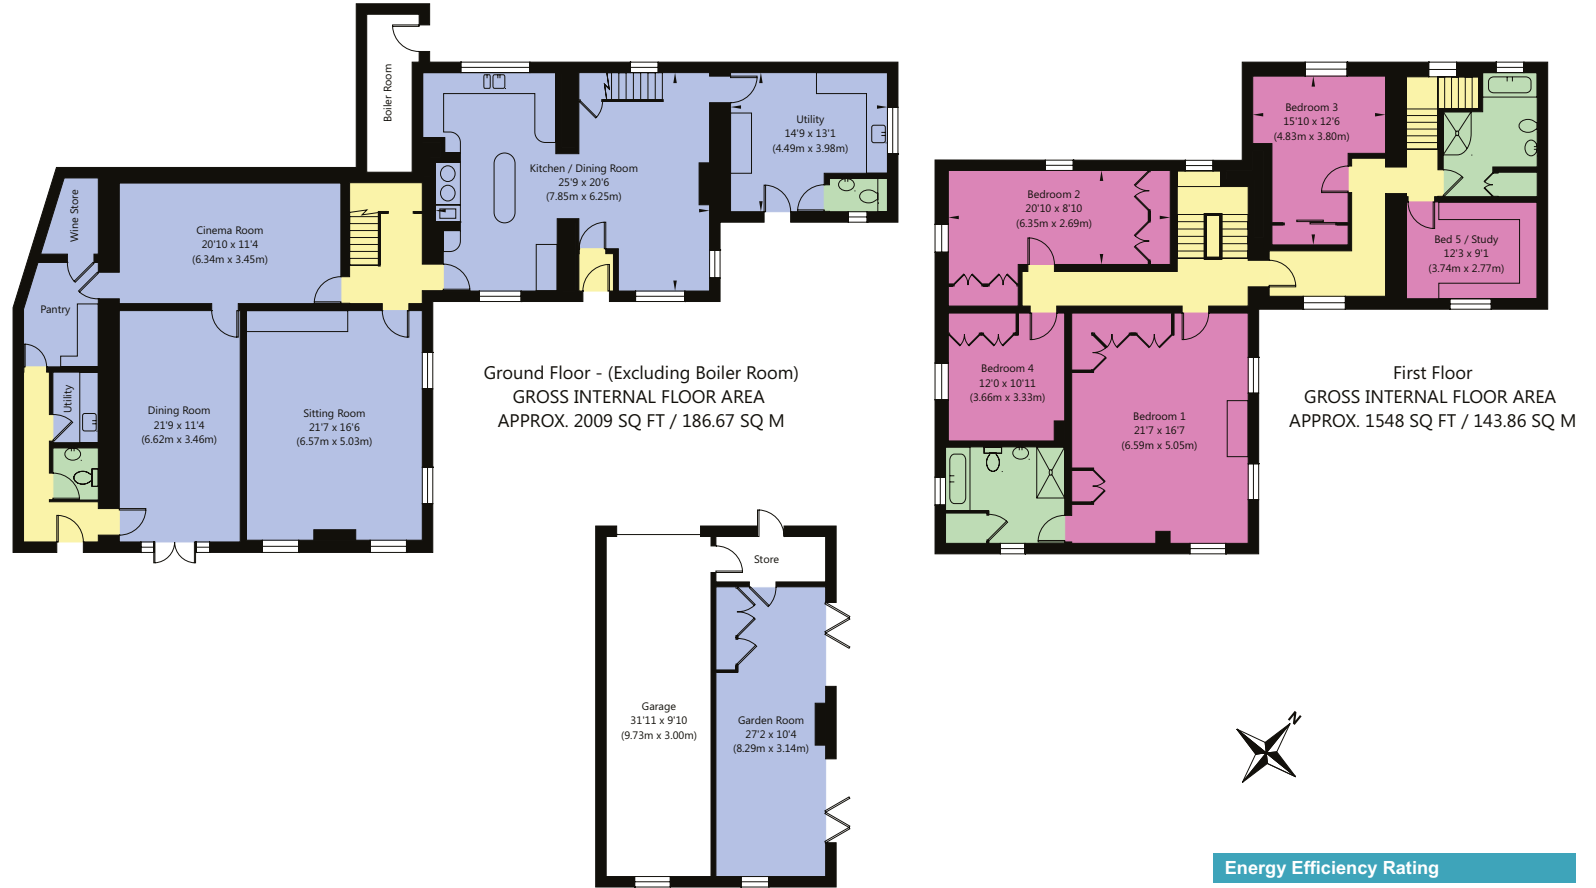 Boiler Room
Wine Store
Cinema Room
20'10 x 11'4
(6.34m x 3.45m)
Kitchen / Dining Room
25'9 x 20'6
(7.85m x 6.25m)
Utility
14'9 x 13'1
(4.49m x 3.98m)
Pantry
Utility
Dining Room
21'9 x 11'4
(6.62m x 3.46m)
Sitting Room
21'7 x 16'6
(6.57m x 5.03m)
Ground Floor - (Excluding Boiler Room)
GROSS INTERNAL FLOOR AREA
APPROX. 2009 SQ FT / 186.67 SQ M
Bedroom 3
15'10 x 12'6
(4.83m x 3.80m)
Bedroom 2
20'10 x 8'10
(6.35m x 2.69m)
Bed 5 / Study
12'3 x 9'1
(3.74m x 2.77m)
Bedroom 4
12'0 x 10'11
(3.66m x 3.33m)
Bedroom 1
21'7 x 16'7
(6.59m x 5.05m)
First Floor
GROSS INTERNAL FLOOR AREA
APPROX. 1548 SQ FT / 143.86 SQ M
Store
Garage
31'11 x 9'10
(9.73m x 3.00m)
Garden Room
27'2 x 10'4
(8.29m x 3.14m)
N
Energy Efficiency Rating